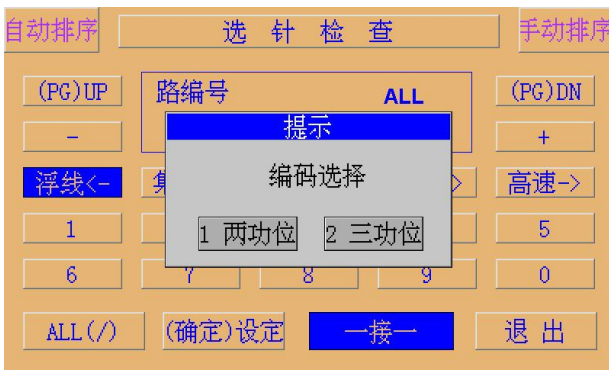 自动排序 选针检查 手动排序
(PG)UP 路编号 ALL (PG)DN
- 提示 +
浮线<- 编码选择 > 高速->
1 1 两功位 2 三功位 5
6 7 8 9 0
ALL(/) (确定)设定 一接一 退出